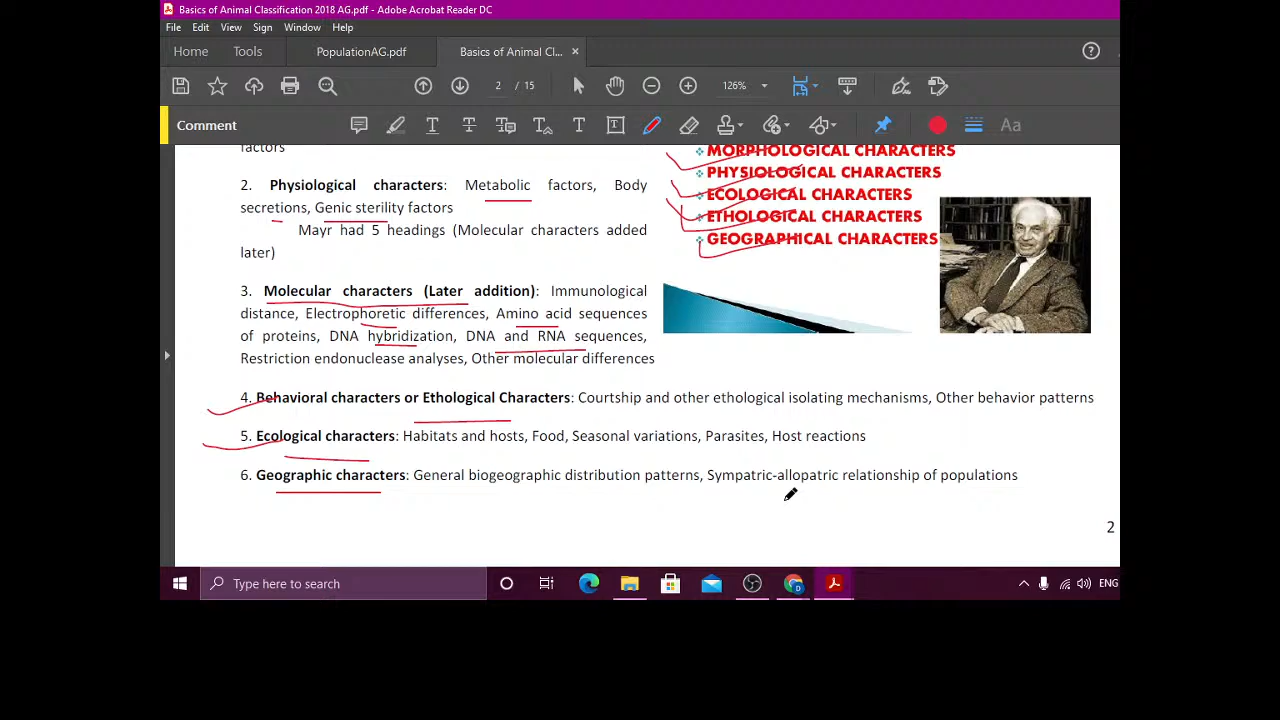 Basics of Animal Classification 2018 AG.pdf - Adobe Acrobat Reader DC
File Edit View Sign Window Help
Home Tools PopulationAG.pdf Basics of Animal Cl... ×
2 / 15 126%
Comment
factors
2. Physiological characters: Metabolic factors, Body
secretions, Genic sterility factors
Mayr had 5 headings (Molecular characters added
later)
3. Molecular characters (Later addition): Immunological
distance, Electrophoretic differences, Amino acid sequences
of proteins, DNA hybridization, DNA and RNA sequences,
Restriction endonuclease analyses, Other molecular differences
MORPHOLOGICAL CHARACTERS
PHYSIOLOGICAL CHARACTERS
ECOLOGICAL CHARACTERS
ETHOLOGICAL CHARACTERS
GEOGRAPHICAL CHARACTERS
4. Behavioral characters or Ethological Characters: Courtship and other ethological isolating mechanisms, Other behavior patterns
5. Ecological characters: Habitats and hosts, Food, Seasonal variations, Parasites, Host reactions
6. Geographic characters: General biogeographic distribution patterns, Sympatric-allopatric relationship of populations
2
Type here to search
ENG